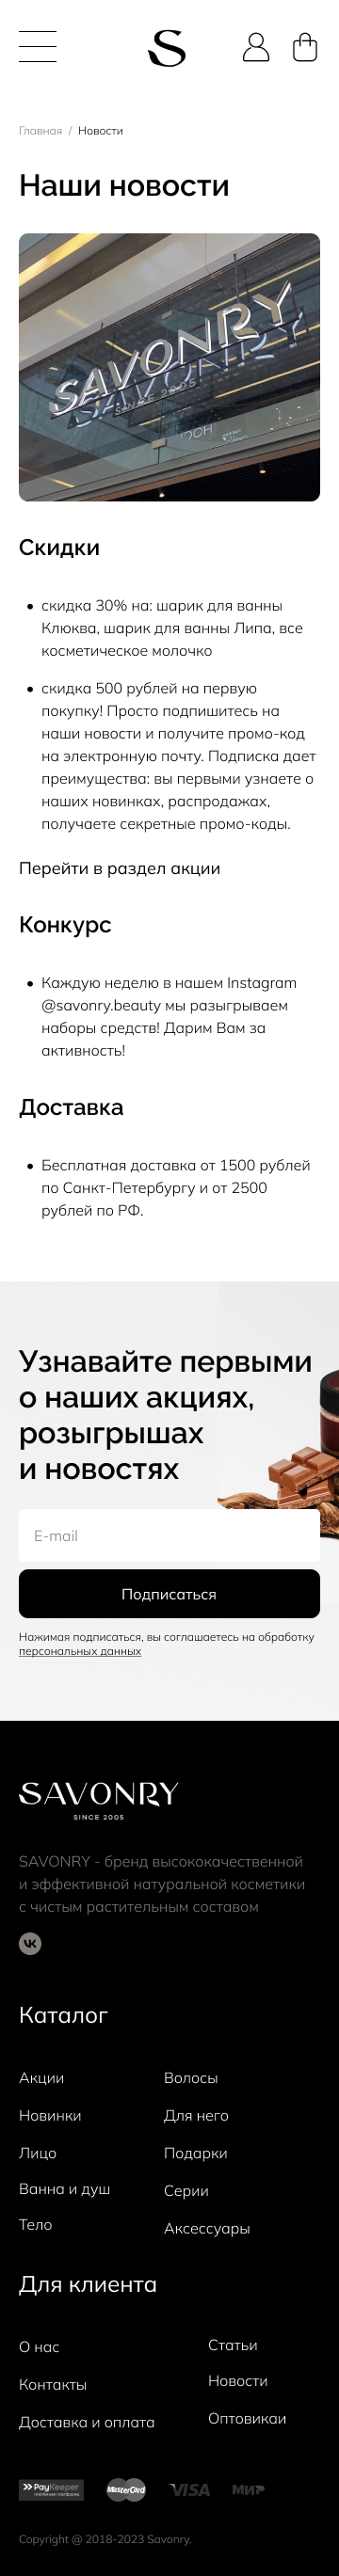 S
Главная / Новости
Наши новости
SAVONRY
SINCE 2005
Скидки
• скидка 30% на: шарик для ванны
Клюква, шарик для ванны Липа, все
косметическое молочко
• скидка 500 рублей на первую
покупку! Просто подпишитесь на
наши новости и получите промо-код
на электронную почту. Подписка дает
преимущества: вы первыми узнаете о
наших новинках, распродажах,
получаете секретные промо-коды.
Перейти в раздел акции
Конкурс
• Каждую неделю в нашем Instagram
@savonry.beauty мы разыгрываем
наборы средств! Дарим Вам за
активность!
Доставка
• Бесплатная доставка от 1500 рублей
по Санкт-Петербургу и от 2500
рублей по РФ.
Узнавайте первыми
о наших акциях,
розыгрышах
и новостях
E-mail
Подписаться
Нажимая подписаться, вы соглашаетесь на обработку
персональных данных
SAVONRY
SINCE 2005
SAVONRY - бренд высококачественной
и эффективной натуральной косметики
с чистым растительным составом
Каталог
Акции
Новинки
Лицо
Ванна и душ
Тело
Волосы
Для него
Подарки
Серии
Аксессуары
Для клиента
О нас
Контакты
Доставка и оплата
Статьи
Новости
Оптовикаи
PayKeeper
платёжная платформа
MasterCard
VISA
МИР
Copyright @ 2018-2023 Savonry.